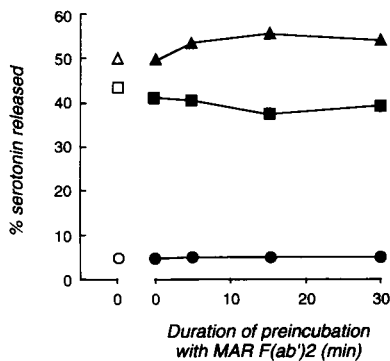 60
50
40
30
20
10
0
% serotonin released
0 0 10 20 30
Duration of preincubation
with MAR F(ab')2 (min)